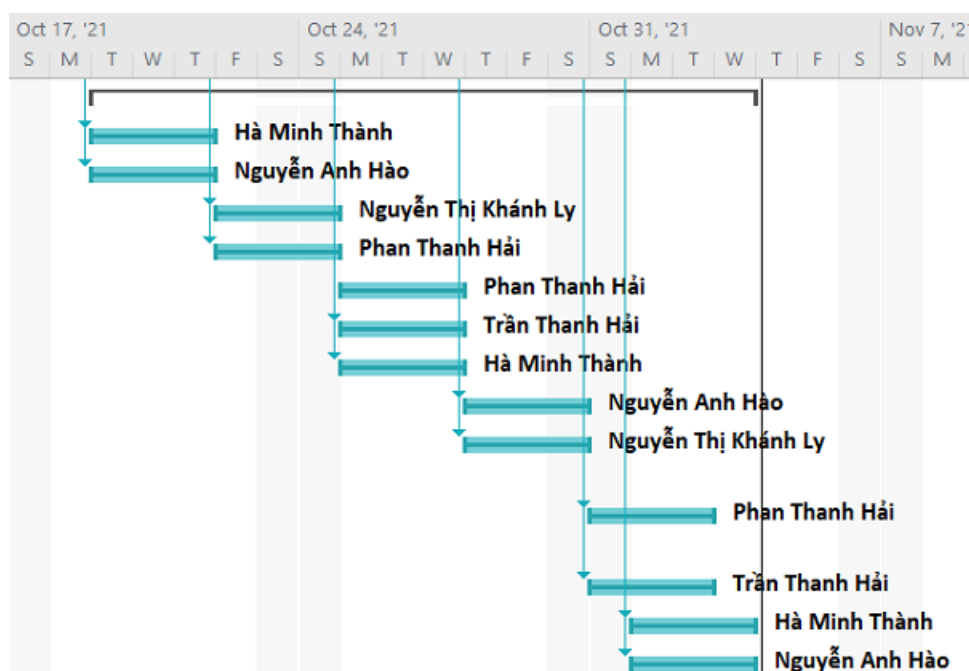 Oct 17, '21 Oct 24, '21 Oct 31, '21 Nov 7, '21
S M T W T F S S M T W T F S S M T W T F S S M
Hà Minh Thành
Nguyễn Anh Hào
Nguyễn Thị Khánh Ly
Phan Thanh Hải
Phan Thanh Hải
Trần Thanh Hải
Hà Minh Thành
Nguyễn Anh Hào
Nguyễn Thị Khánh Ly
Phan Thanh Hải
Trần Thanh Hải
Hà Minh Thành
Nguyễn Anh Hào